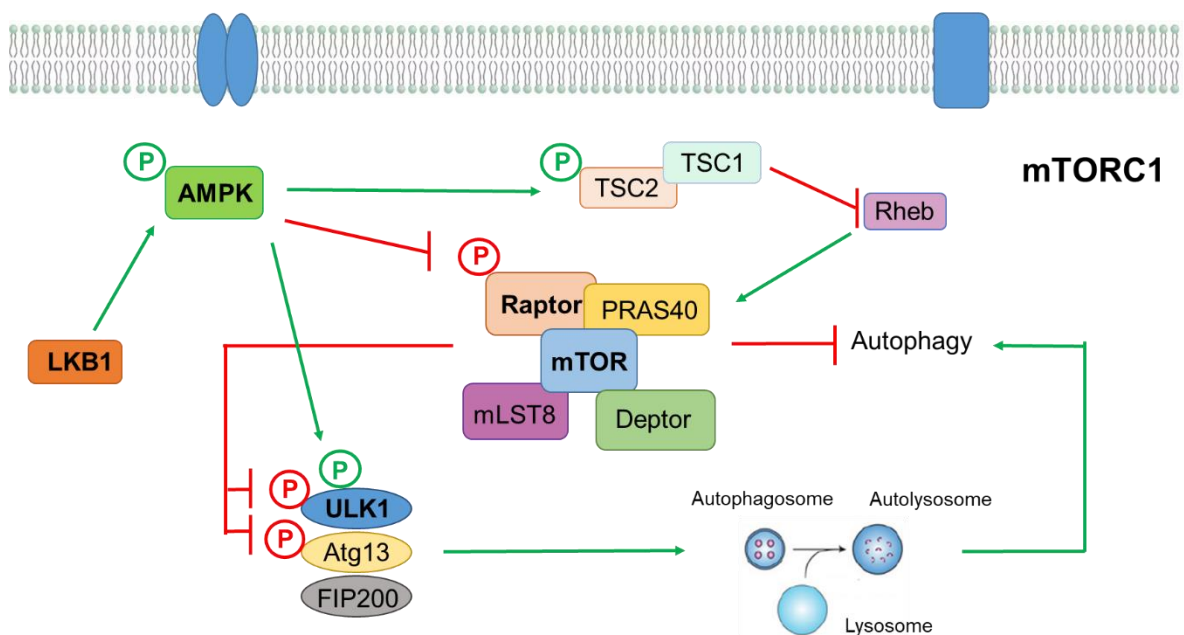 P
AMPK
P
TSC2
TSC1
mTORC1
Rheb
P
Raptor
PRAS40
LKB1
mTOR
Autophagy
mLST8
Deptor
P
P
ULK1
P
Atg13
FIP200
Autophagosome
Autolysosome
Lysosome